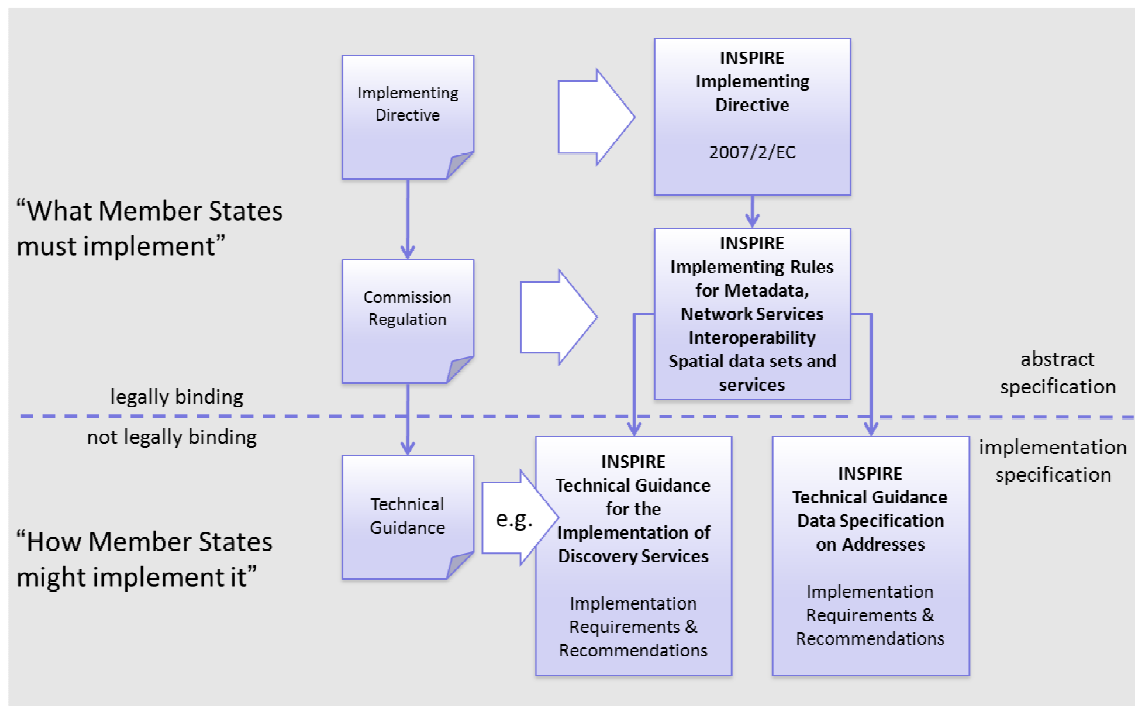 Implementing
Directive
INSPIRE
Implementing
Directive
2007/2/EC
“What Member States
must implement”
Commission
Regulation
INSPIRE
Implementing Rules
for Metadata,
Network Services
Interoperability
Spatial data sets and
services
abstract
specification
legally binding
not legally binding
implementation
specification
Technical
Guidance
e.g.
INSPIRE
Technical Guidance
for the
Implementation of
Discovery Services
Implementation
Requirements &
Recommendations
INSPIRE
Technical Guidance
Data Specification
on Addresses
Implementation
Requirements &
Recommendations
“How Member States
might implement it”